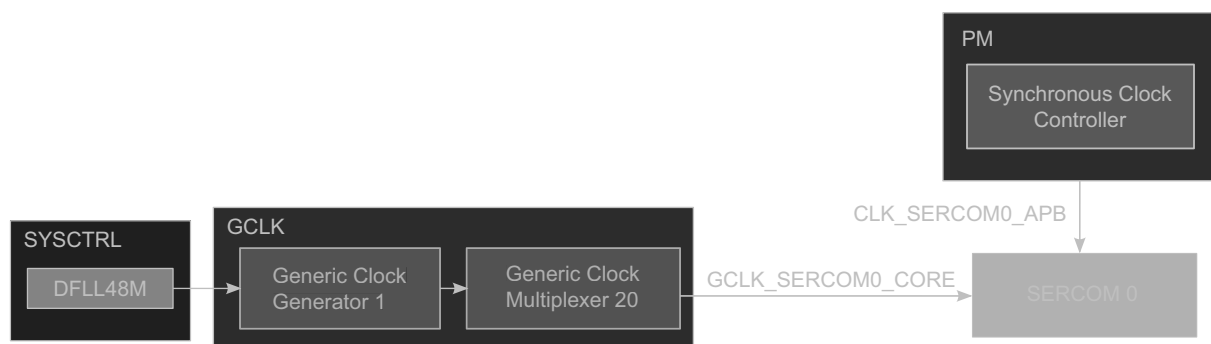 PM
Synchronous Clock
Controller
CLK_SERCOM0_APB
SYSCTRL
DFLL48M
GCLK
Generic Clock
Generator 1
Generic Clock
Multiplexer 20
GCLK_SERCOM0_CORE
SERCOM 0